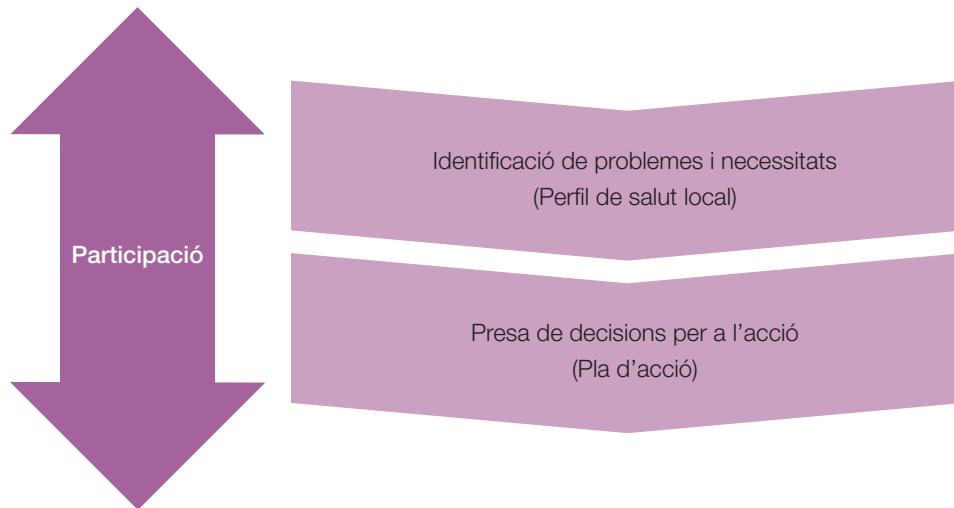 Participació
Identificació de problemes i necessitats
(Perfil de salut local)
Presa de decisions per a l’acció
(Pla d’acció)